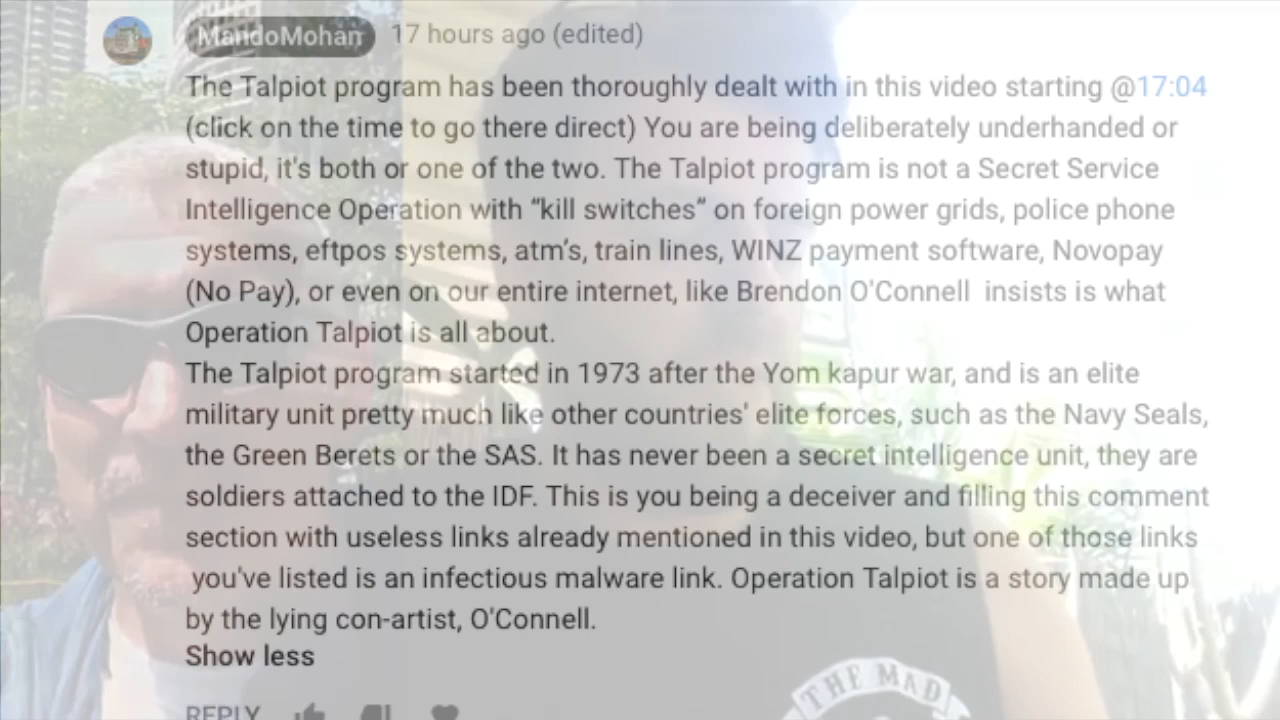 MandoMohan 17 hours ago (edited)
The Talpiot program has been thoroughly dealt with in this video starting @17:04
(click on the time to go there direct) You are being deliberately underhanded or
stupid, it's both or one of the two. The Talpiot program is not a Secret Service
Intelligence Operation with “kill switches” on foreign power grids, police phone
systems, eftpos systems, atm’s, train lines, WINZ payment software, Novopay
(No Pay), or even on our entire internet, like Brendon O'Connell  insists is what
Operation Talpiot is all about.
The Talpiot program started in 1973 after the Yom kapur war, and is an elite
military unit pretty much like other countries' elite forces, such as the Navy Seals,
the Green Berets or the SAS. It has never been a secret intelligence unit, they are
soldiers attached to the IDF. This is you being a deceiver and filling this comment
section with useless links already mentioned in this video, but one of those links
you've listed is an infectious malware link. Operation Talpiot is a story made up
by the lying con-artist, O'Connell.
Show less
REPLY
THE MAD